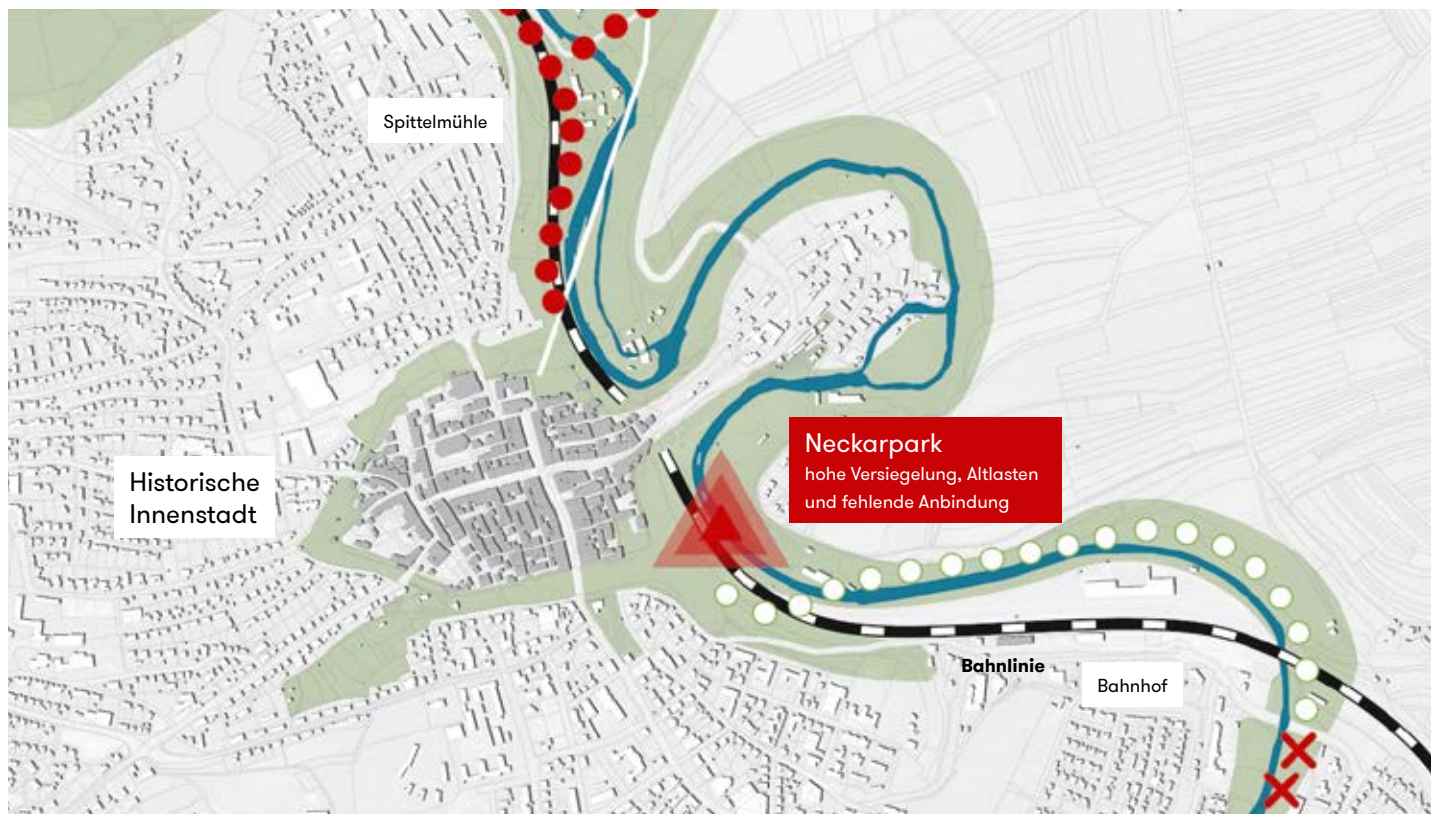 Spittelmühle
Neckarpark
hohe Versiegelung, Altlasten
und fehlende Anbindung
Historische
Innenstadt
Bahnlinie
Bahnhof